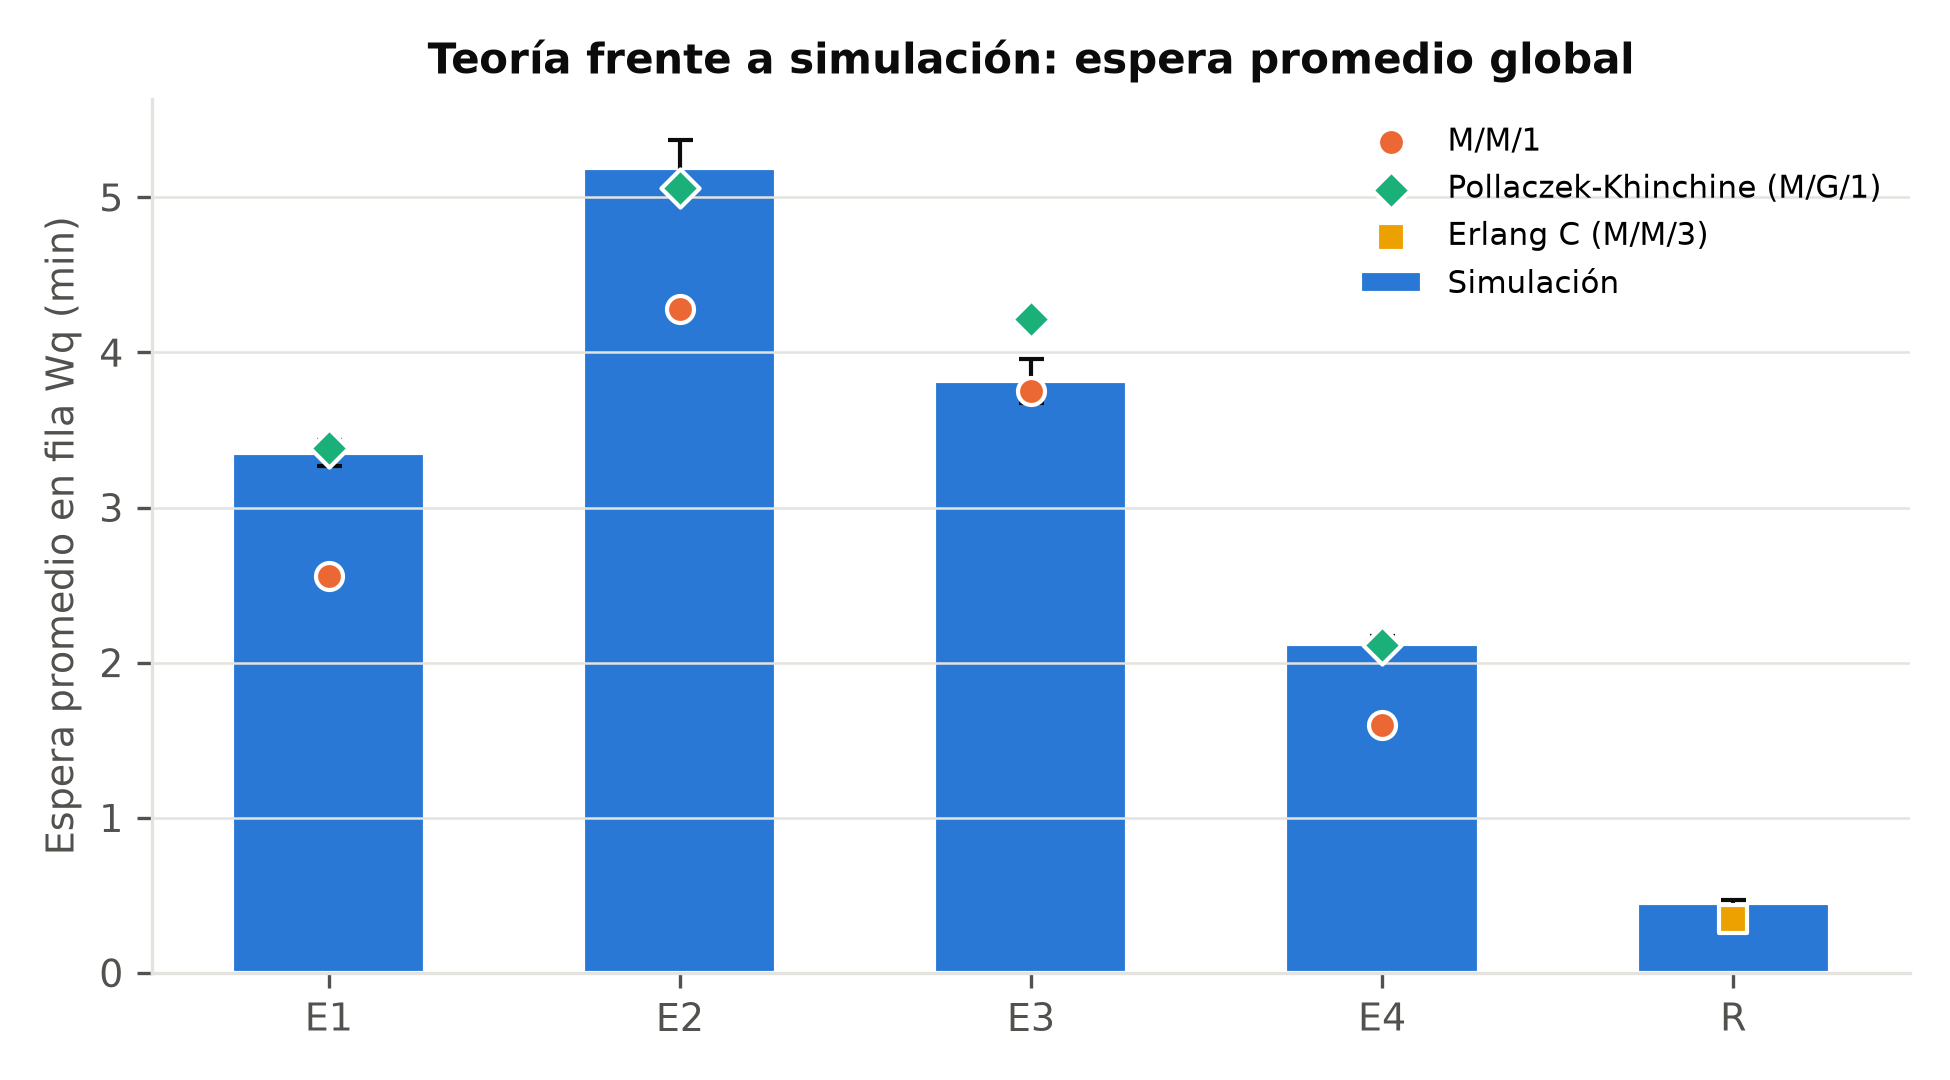 Teoría frente a simulación: espera promedio global
M/M/1
Pollaczek-Khinchine (M/G/1)
Erlang C (M/M/3)
Simulación
Espera promedio en fila Wq (min)
5
4
3
2
1
0
E1
E2
E3
E4
R